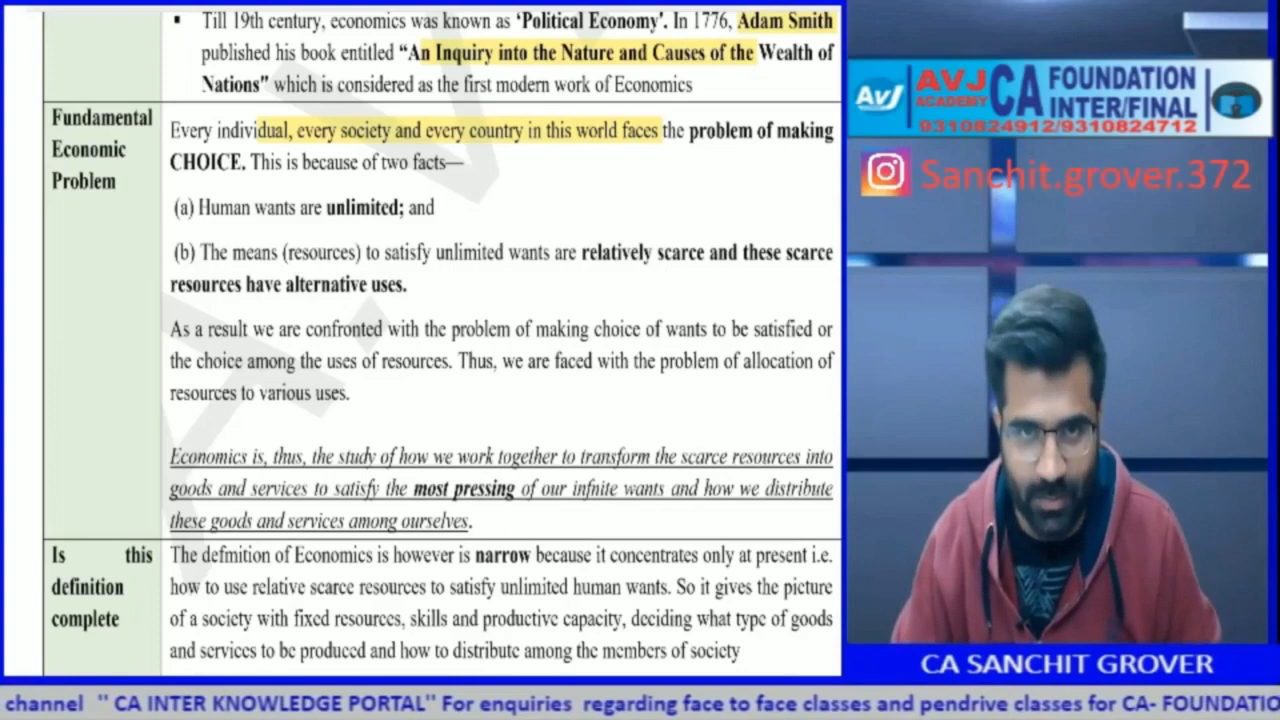 ▪ Till 19th century, economics was known as ‘Political Economy’. In 1776, Adam Smith
published his book entitled “An Inquiry into the Nature and Causes of the Wealth of
Nations” which is considered as the first modern work of Economics
Fundamental
Economic
Problem
Every individual, every society and every country in this world faces the problem of making
CHOICE. This is because of two facts—
(a) Human wants are unlimited; and
(b) The means (resources) to satisfy unlimited wants are relatively scarce and these scarce
resources have alternative uses.
As a result we are confronted with the problem of making choice of wants to be satisfied or
the choice among the uses of resources. Thus, we are faced with the problem of allocation of
resources to various uses.
Economics is, thus, the study of how we work together to transform the scarce resources into
goods and services to satisfy the most pressing of our infnite wants and how we distribute
these goods and services among ourselves.
Is this
definition
complete
The defmition of Economics is however is narrow because it concentrates only at present i.e.
how to use relative scarce resources to satisfy unlimited human wants. So it gives the picture
of a society with fixed resources, skills and productive capacity, deciding what type of goods
and services to be produced and how to distribute among the members of society
AVJ
AVJ
ACADEMY
CA
FOUNDATION
INTER/FINAL
9310824912/9310824712
Sanchit.grover.372
CA SANCHIT GROVER
channel " CA INTER KNOWLEDGE PORTAL" For enquiries regarding face to face classes and pendrive classes for CA- FOUNDATIO